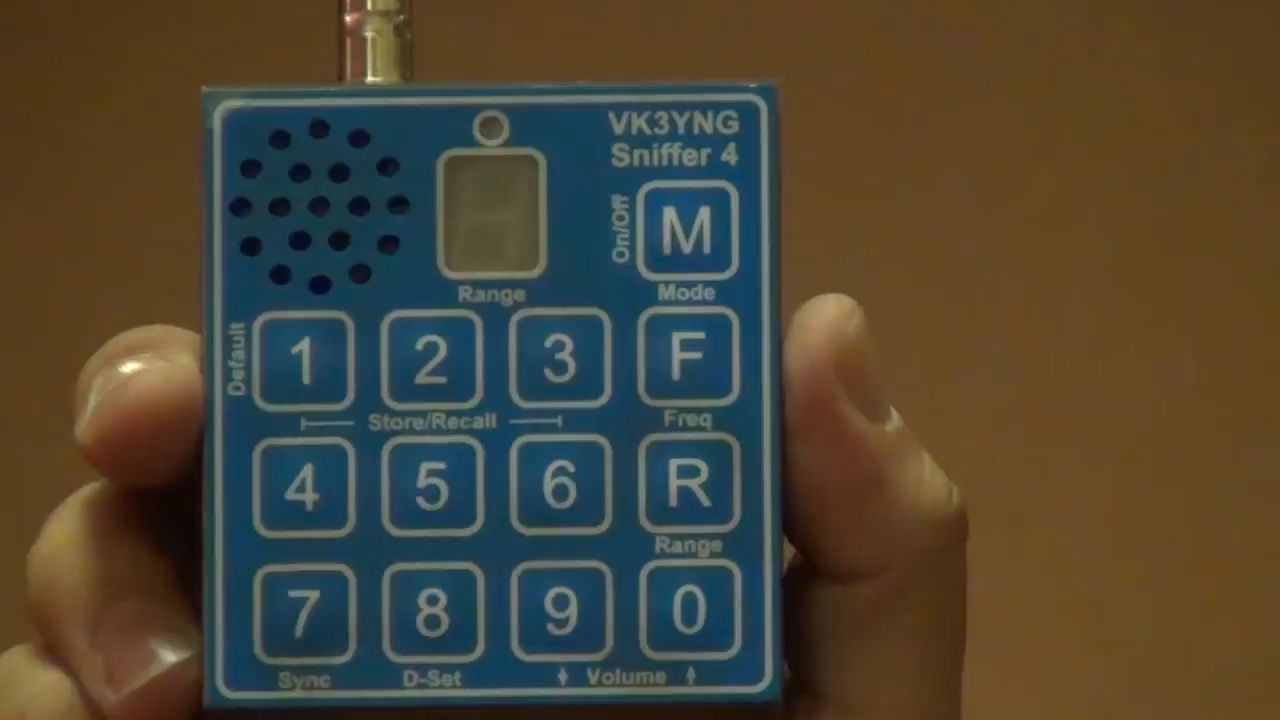 VK3YNG
Sniffer 4
On/Off
M
Range
Mode
Default
1 2 3 F
Store/Recall
Freq
4 5 6 R
Range
7 8 9 0
Sync D-Set Volume